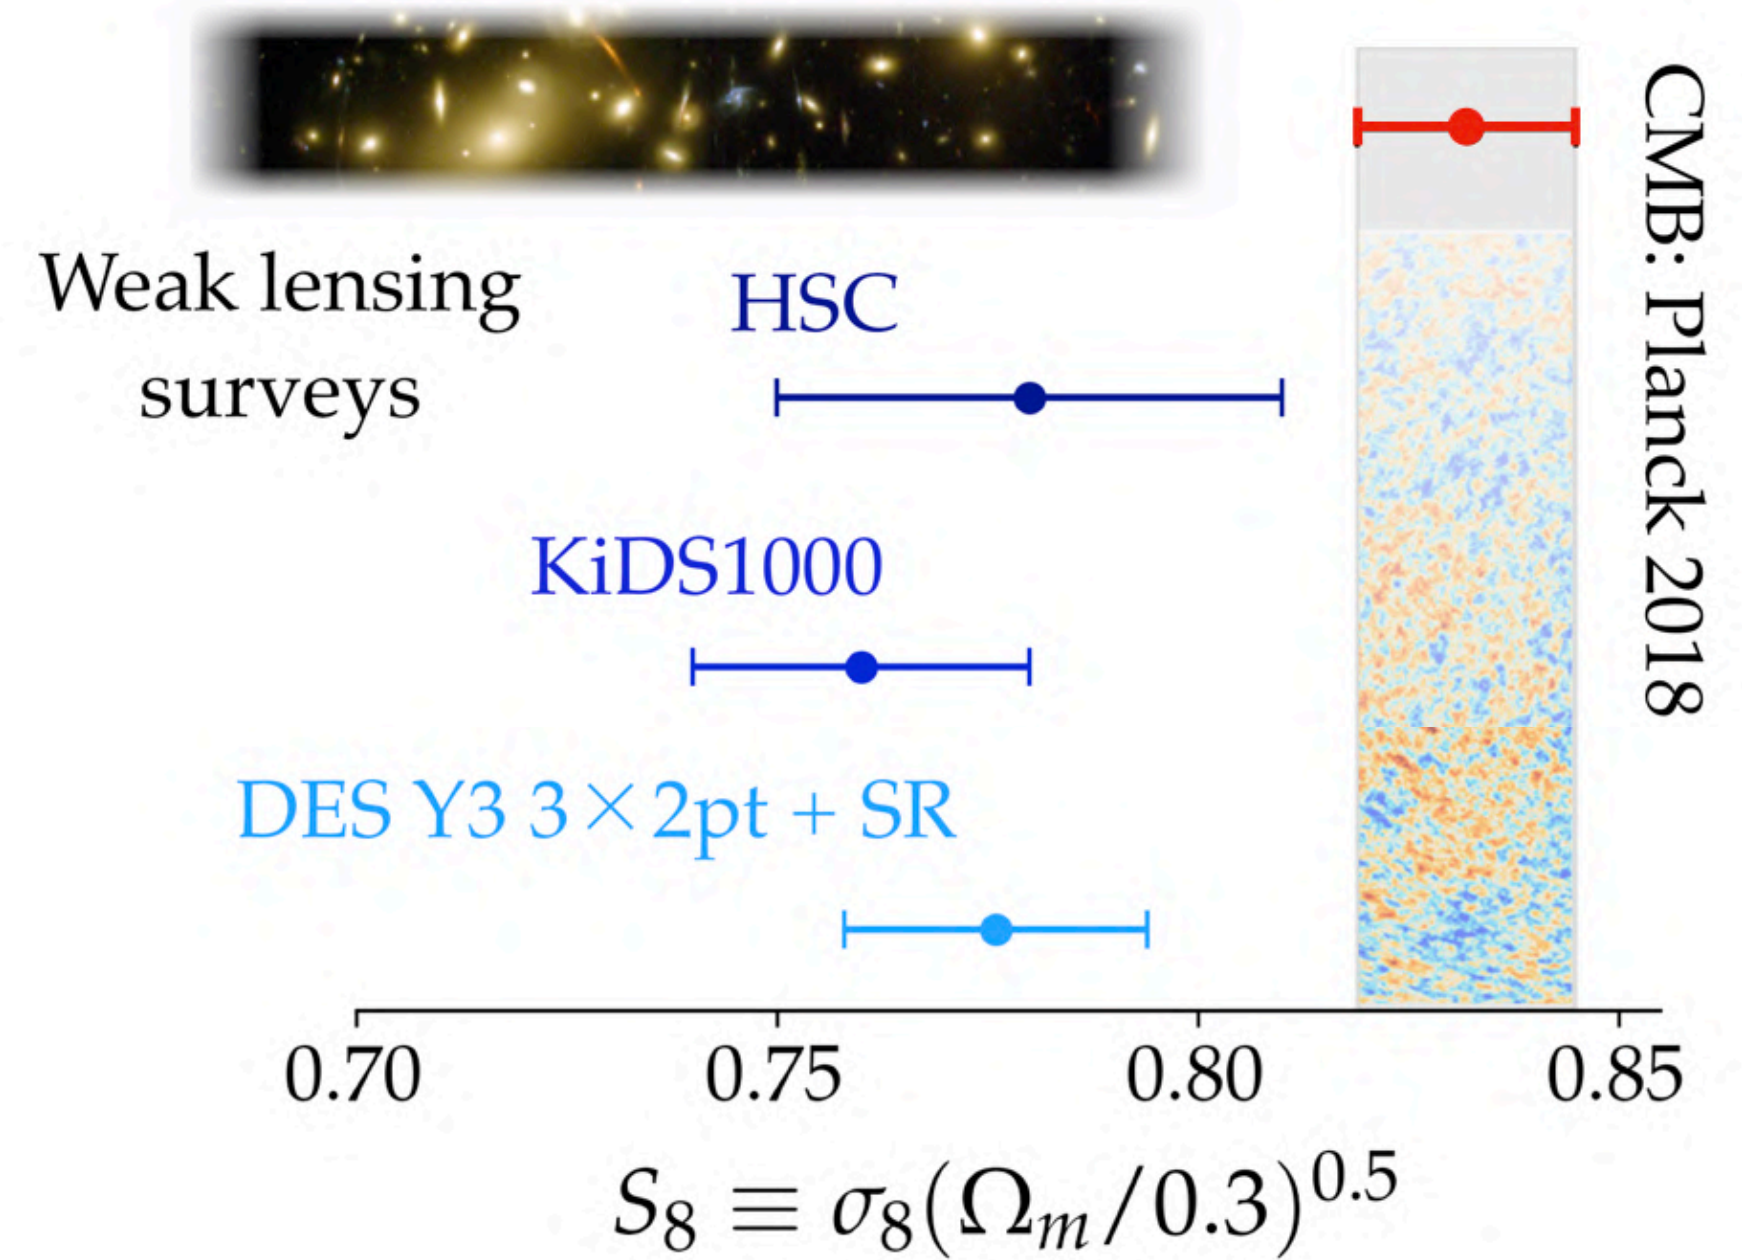 CMB: Planck 2018
Weak lensing
surveys
HSC
KiDS1000
DES Y3 3×2pt + SR
0.70 0.75 0.80 0.85
S₈ ≡ σ₈(Ωₘ/0.3)^0.5